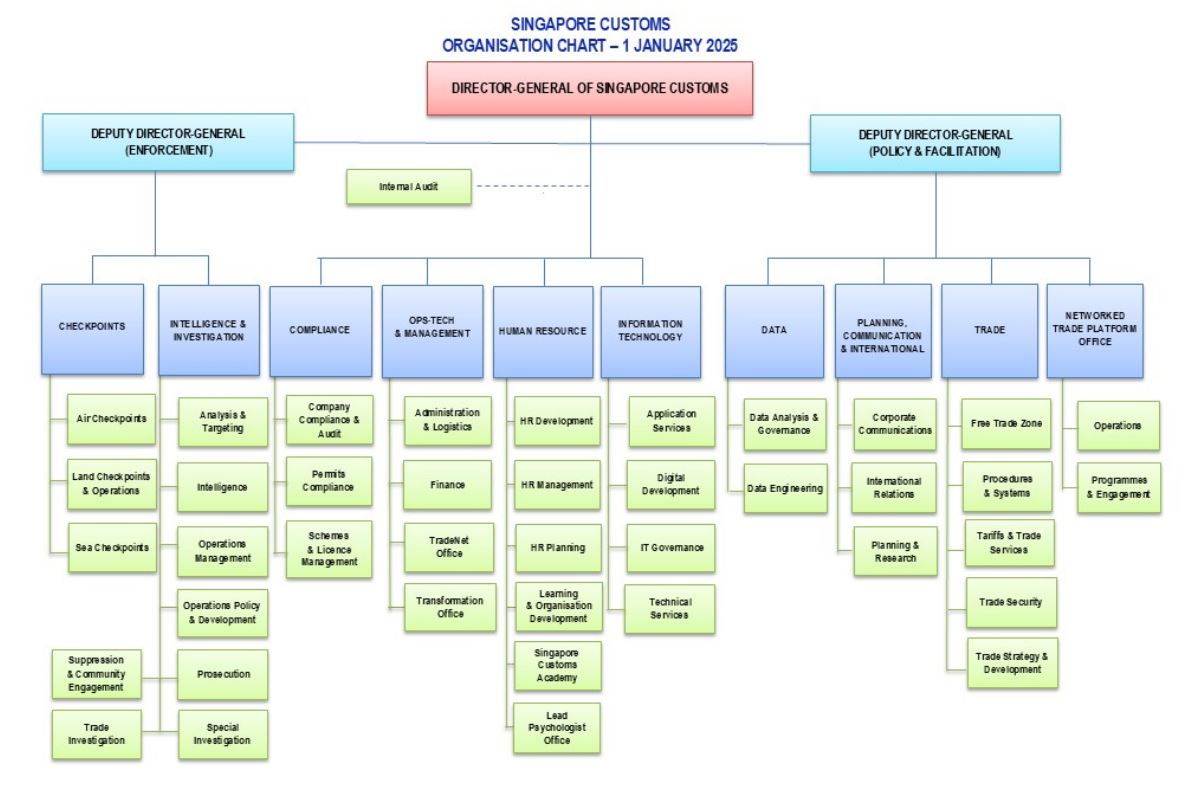 SINGAPORE CUSTOMS
ORGANISATION CHART – 1 JANUARY 2025
DIRECTOR-GENERAL OF SINGAPORE CUSTOMS
DEPUTY DIRECTOR-GENERAL
(ENFORCEMENT)
DEPUTY DIRECTOR-GENERAL
(POLICY & FACILITATION)
Internal Audit
CHECKPOINTS
Air Checkpoints
Land Checkpoints
& Operations
Sea Checkpoints
INTELLIGENCE &
INVESTIGATION
Analysis &
Targeting
Intelligence
Operations
Management
Operations Policy
& Development
Suppression
& Community
Engagement
Prosecution
Trade
Investigation
Special
Investigation
COMPLIANCE
Company
Compliance &
Audit
Permits
Compliance
Schemes
& Licence
Management
OPS-TECH
& MANAGEMENT
Administration
& Logistics
Finance
TradeNet
Office
Transformation
Office
HUMAN RESOURCE
HR Development
HR Management
HR Planning
Learning
& Organisation
Development
Singapore
Customs
Academy
Lead
Psychologist
Office
INFORMATION
TECHNOLOGY
Application
Services
Digital
Development
IT Governance
Technical
Services
DATA
Data Analysis &
Governance
Data Engineering
PLANNING,
COMMUNICATION
& INTERNATIONAL
Corporate
Communications
International
Relations
Planning &
Research
TRADE
Free Trade Zone
Procedures
& Systems
Tariffs & Trade
Services
Trade Security
Trade Strategy &
Development
NETWORKED
TRADE PLATFORM
OFFICE
Operations
Programmes
& Engagement